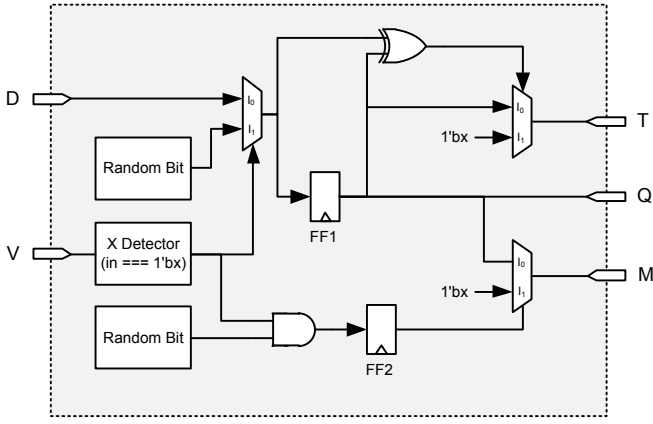 D
I₀
I₁
I₀
I₁
T
1'bx
Random Bit
FF1
Q
V
X Detector
(in === 1'bx)
I₀
I₁
M
1'bx
Random Bit
FF2